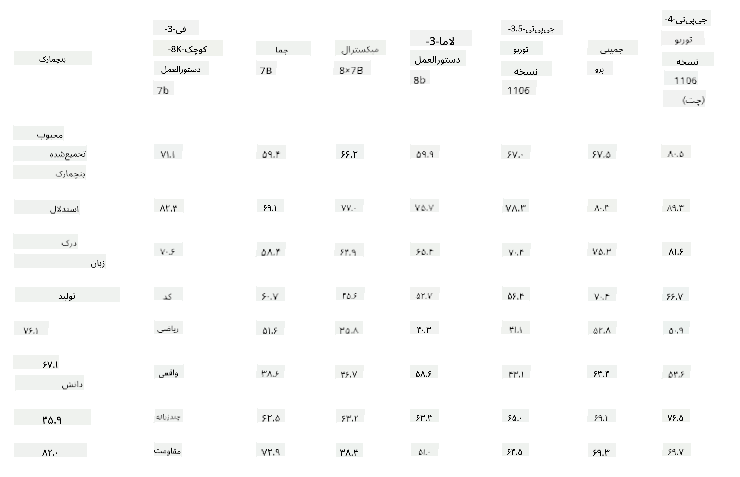 بنچمارک
فی-3-
کوچک-8K-
دستورالعمل
7b
جما
7B
میکسترال
8×7B
لاما-3-
دستورالعمل
8b
جی‌پی‌تی-3.5-
توربو
نسخه
1106
جمینی
پرو
جی‌پی‌تی-4-
توربو
نسخه
1106
(چت)
محبوب
تجمیع‌شده
بنچمارک
۷۱.۱ ۵۹.۴ ۶۶.۲ ۵۹.۹ ۶۷.۰ ۶۷.۵ ۸۰.۵
استدلال ۸۲.۴ ۶۹.۱ ۷۷.۰ ۷۵.۷ ۷۸.۳ ۸۰.۴ ۸۹.۳
درک
زبان
۷۰.۶ ۵۸.۴ ۶۴.۹ ۶۵.۴ ۷۰.۴ ۷۵.۳ ۸۱.۶
تولید کد ۶۰.۷ ۴۵.۶ ۵۲.۷ ۵۶.۴ ۷۰.۴ ۶۶.۷
۷۶.۱ ریاضی ۵۱.۶ ۳۵.۸ ۴۰.۳ ۴۱.۱ ۵۲.۸ ۵۰.۹
۶۷.۱
دانش
واقعی ۳۸.۶ ۳۶.۷ ۵۸.۶ ۴۳.۱ ۶۳.۴ ۵۴.۶
۳۵.۹ چندزبانه ۶۲.۵ ۶۳.۲ ۶۳.۳ ۶۵.۰ ۶۹.۱ ۷۶.۵
۸۲.۰ مقاومت ۷۲.۹ ۳۸.۴ ۵۱.۰ ۶۴.۵ ۶۹.۳ ۶۹.۷